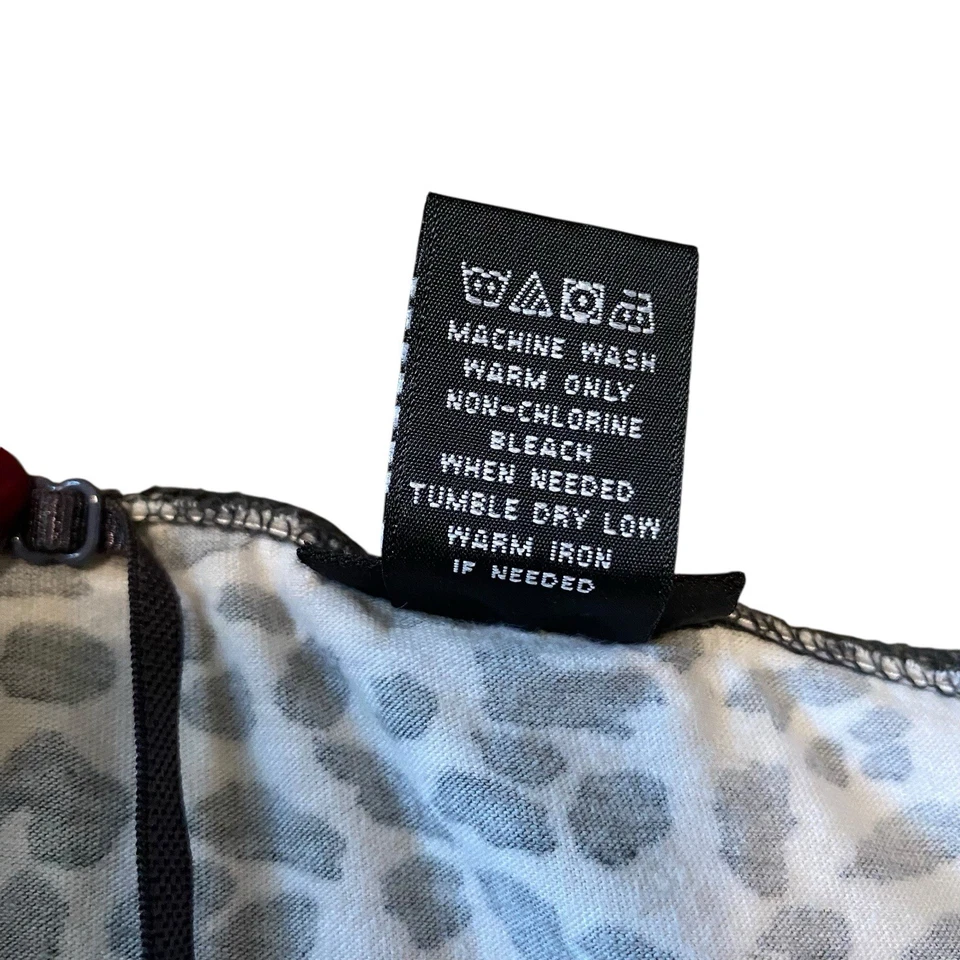 MACHINE WASH
WARM ONLY
NON-CHLORINE
BLEACH
WHEN NEEDED
TUMBLE DRY LOW
WARM IRON
IF NEEDED